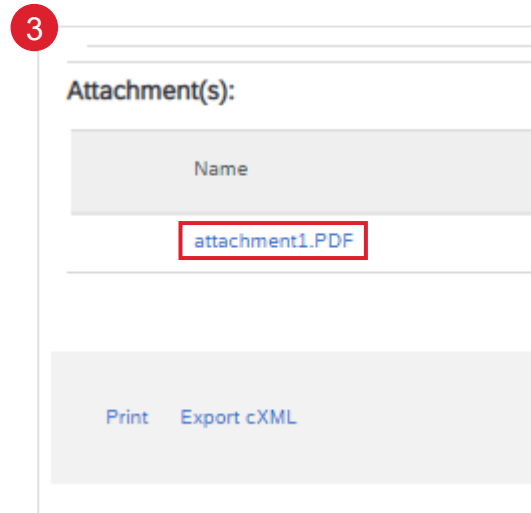 3
Attachment(s):
Name
attachment1.PDF
Print Export cXML